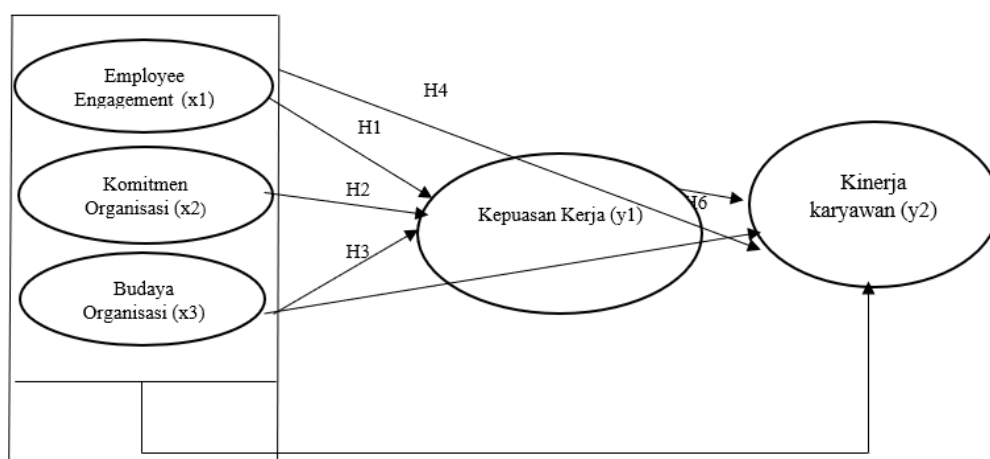 Employee
Engagement (x1)
H4
H1
Komitmen
Organisasi (x2)
H2
Kepuasan Kerja (y1)
H6
Kinerja
karyawan (y2)
H3
Budaya
Organisasi (x3)